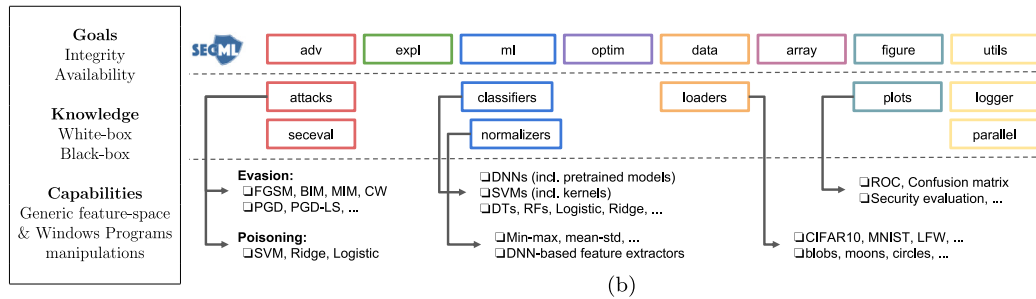 Goals
Integrity
Availability
Knowledge
White-box
Black-box
Capabilities
Generic feature-space
& Windows Programs
manipulations
SECML
adv
expl
ml
optim
data
array
figure
utils
attacks
classifiers
loaders
plots
logger
seceval
normalizers
parallel
Evasion:
❑FGSM, BIM, MIM, CW
❑PGD, PGD-LS, ...
Poisoning:
❑SVM, Ridge, Logistic
❑DNNs (incl. pretrained models)
❑SVMs (incl. kernels)
❑DTs, RFs, Logistic, Ridge, ...
❑Min-max, mean-std, ...
❑DNN-based feature extractors
❑ROC, Confusion matrix
❑Security evaluation, ...
❑CIFAR10, MNIST, LFW, ...
❑blobs, moons, circles, ...
(b)